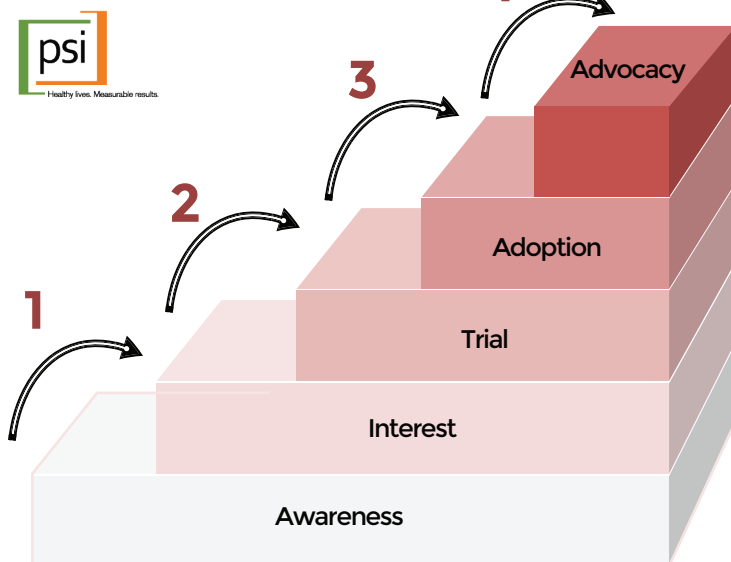 psi
Healthy lives. Measurable results.
Advocacy
3
Adoption
2
Trial
1
Interest
Awareness